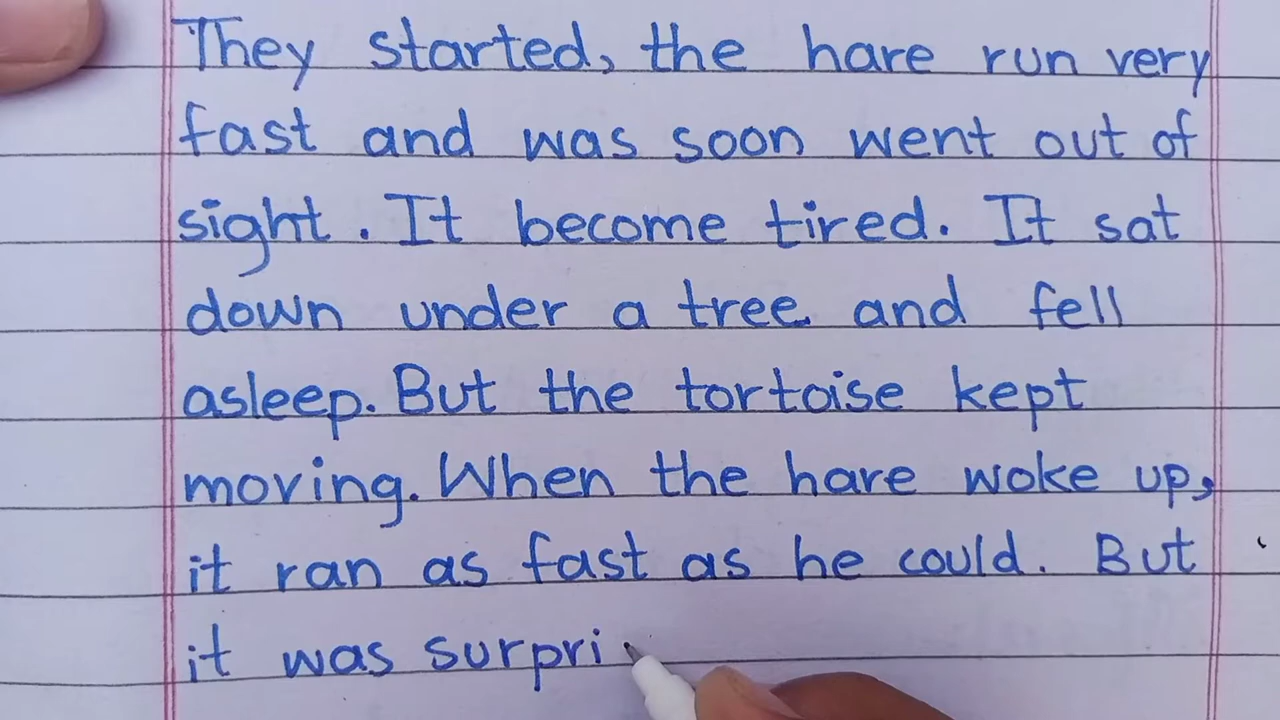 They started, the hare run very
fast and was soon went out of
sight. It become tired. It sat
down under a tree and fell
asleep. But the tortoise kept
moving. When the hare woke up,
it ran as fast as he could. But
it was surpri